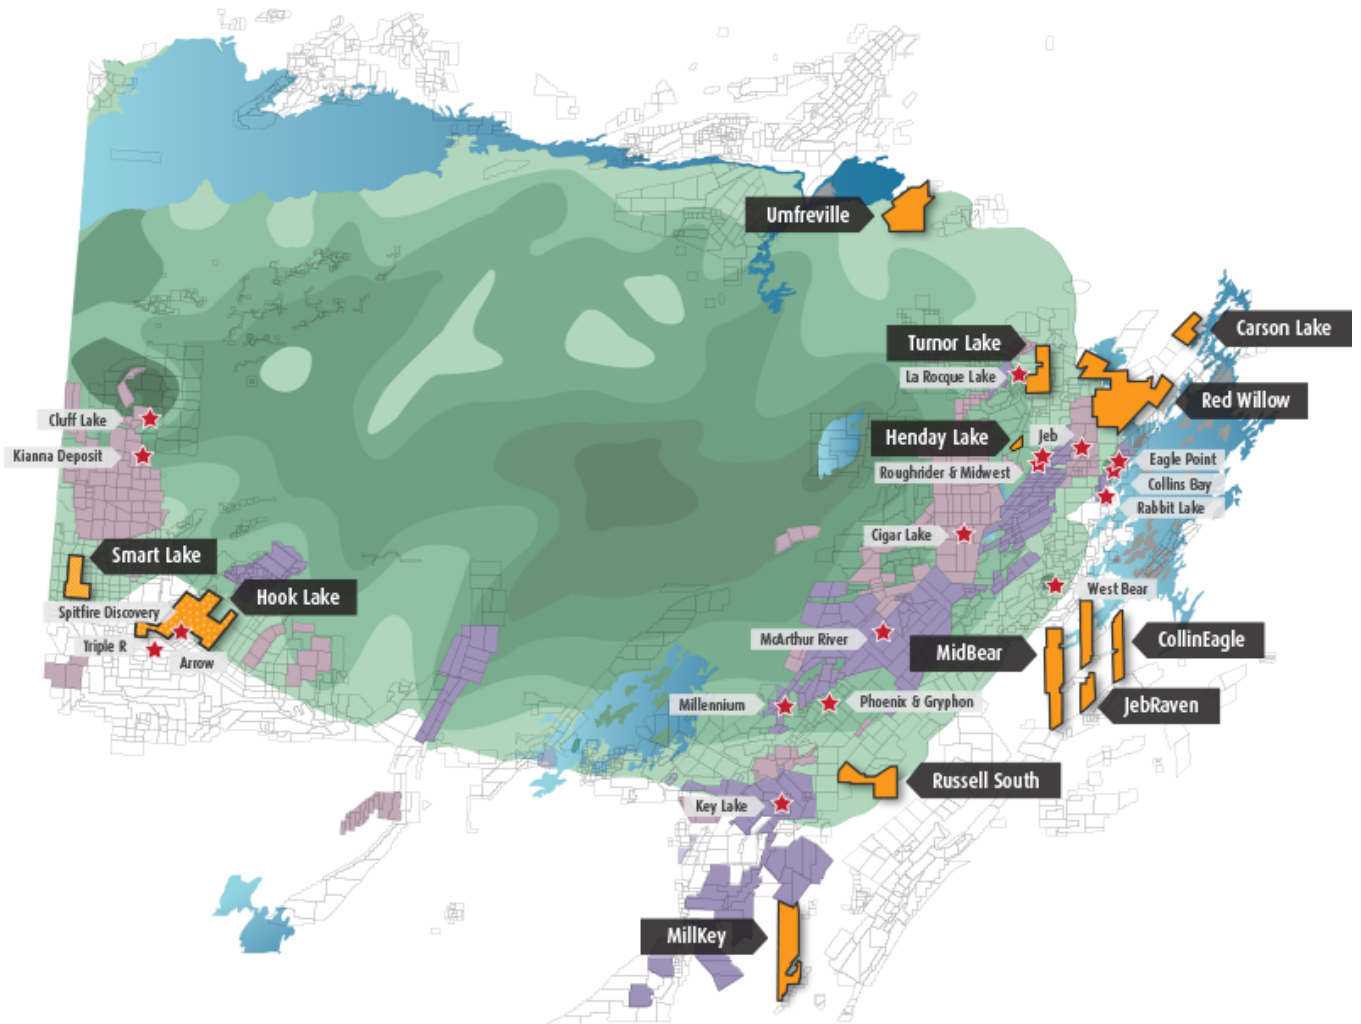 Umfreville
Carson Lake
Turnor Lake
La Rocque Lake
Red Willow
Cluff Lake
Henday Lake
Jeb
Kianna Deposit
Eagle Point
Roughrider & Midwest
Collins Bay
Rabbit Lake
Cigar Lake
Smart Lake
West Bear
Hook Lake
Spitfire Discovery
McArthur River
CollinEagle
Triple R
MidBear
Arrow
Millennium
Phoenix & Gryphon
JebRaven
Russell South
Key Lake
MillKey